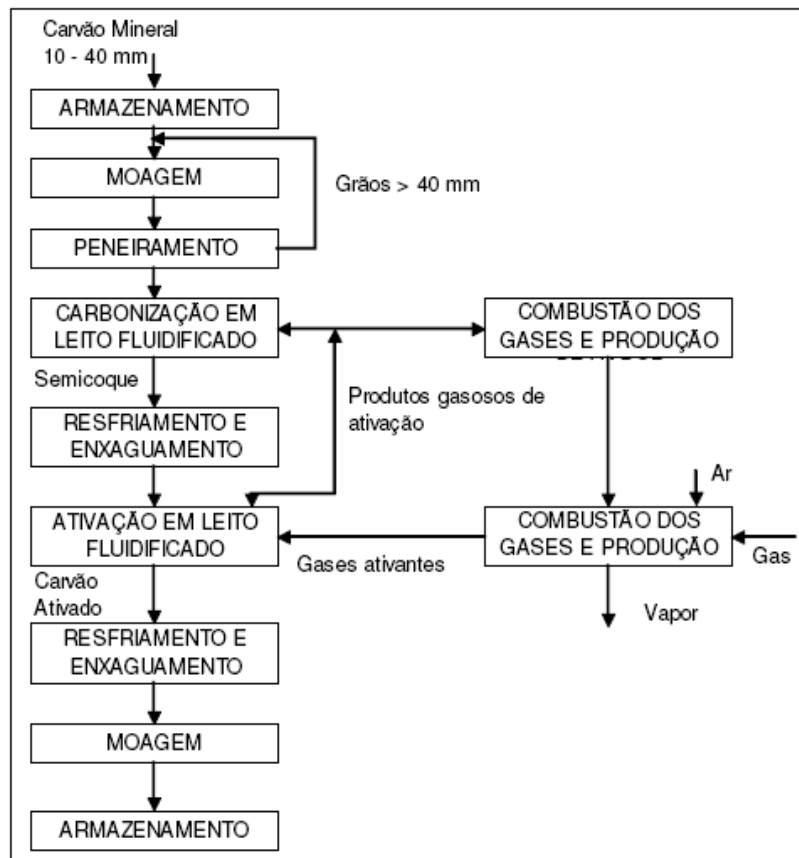 Carvão Mineral
10 - 40 mm
ARMAZENAMENTO
MOAGEM
Grãos > 40 mm
PENEIRAMENTO
CARBONIZAÇÃO EM
LEITO FLUIDIFICADO
COMBUSTÃO DOS
GASES E PRODUÇÃO
Semicoque
Produtos gasosos de
ativação
RESFRIAMENTO E
ENXAGUAMENTO
Ar
ATIVAÇÃO EM LEITO
FLUIDIFICADO
COMBUSTÃO DOS
GASES E PRODUÇÃO
Gases ativantes
Gas
Carvão
Ativado
Vapor
RESFRIAMENTO E
ENXAGUAMENTO
MOAGEM
ARMAZENAMENTO